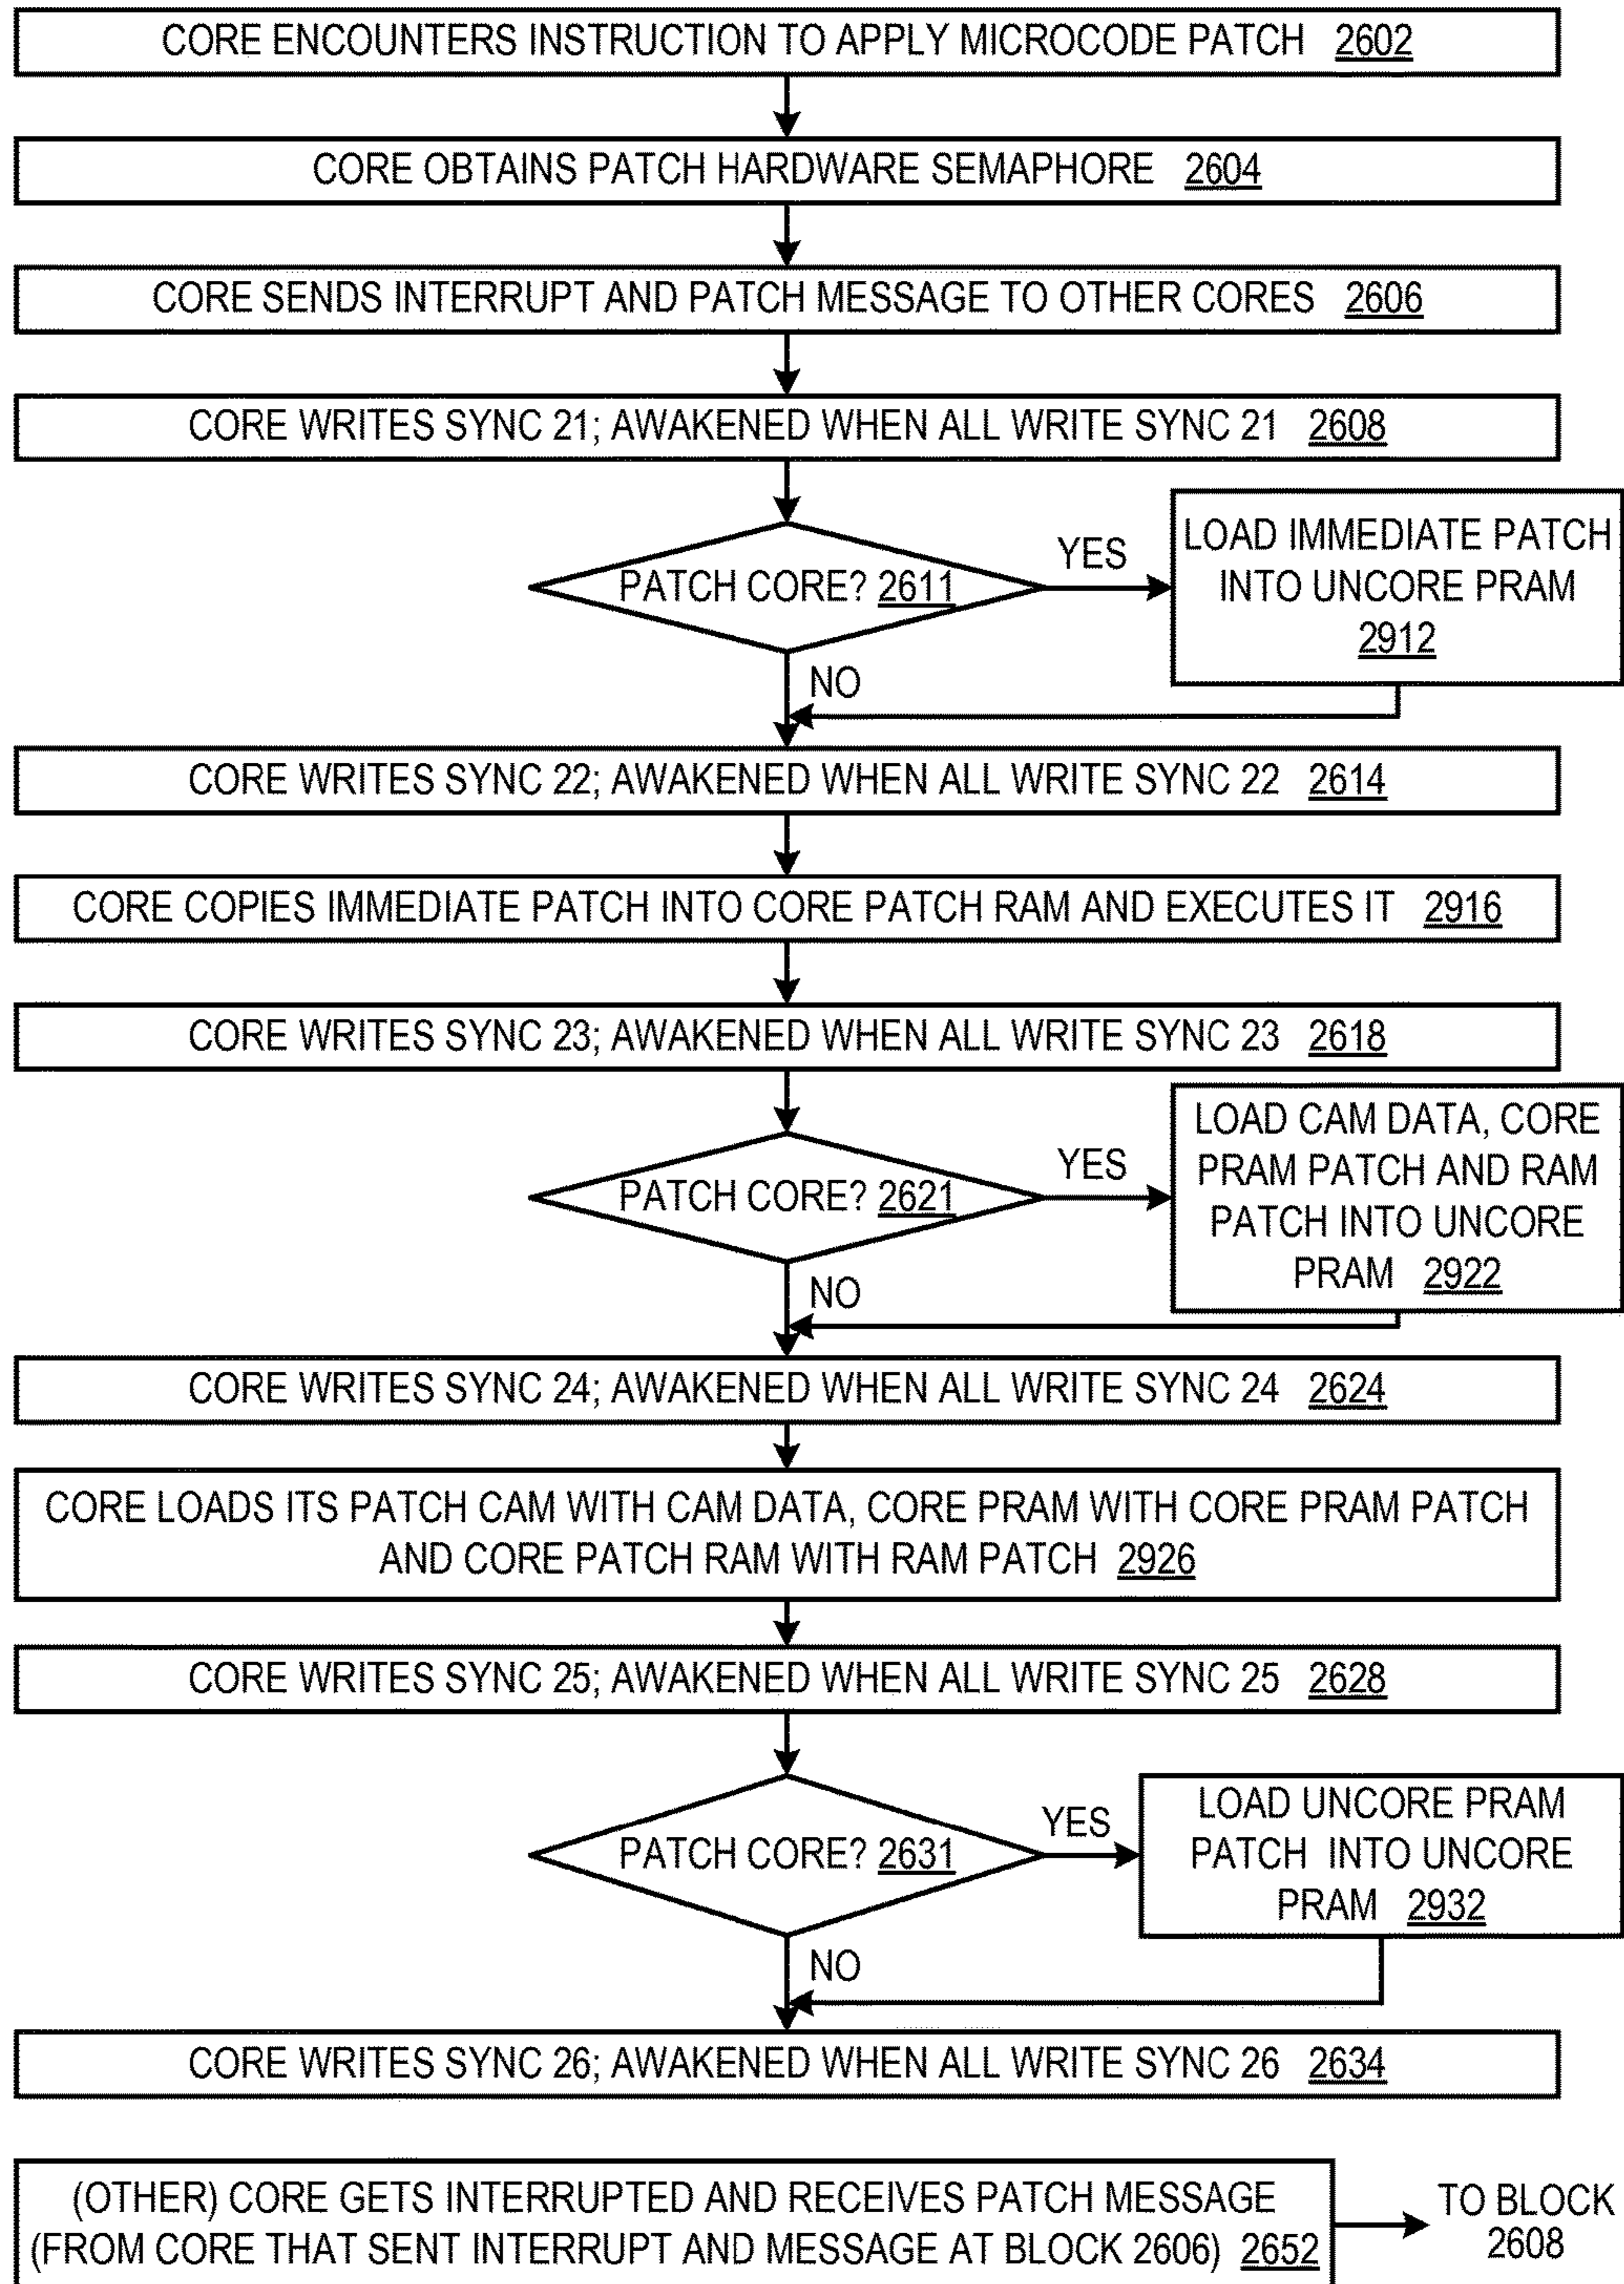 CORE ENCOUNTERS INSTRUCTION TO APPLY MICROCODE PATCH 2602
CORE OBTAINS PATCH HARDWARE SEMAPHORE 2604
CORE SENDS INTERRUPT AND PATCH MESSAGE TO OTHER CORES 2606
CORE WRITES SYNC 21; AWAKENED WHEN ALL WRITE SYNC 21 2608
PATCH CORE? 2611
YES
LOAD IMMEDIATE PATCH
INTO UNCORE PRAM
2912
NO
CORE WRITES SYNC 22; AWAKENED WHEN ALL WRITE SYNC 22 2614
CORE COPIES IMMEDIATE PATCH INTO CORE PATCH RAM AND EXECUTES IT 2916
CORE WRITES SYNC 23; AWAKENED WHEN ALL WRITE SYNC 23 2618
PATCH CORE? 2621
YES
LOAD CAM DATA, CORE
PRAM PATCH AND RAM
PATCH INTO UNCORE
PRAM 2922
NO
CORE WRITES SYNC 24; AWAKENED WHEN ALL WRITE SYNC 24 2624
CORE LOADS ITS PATCH CAM WITH CAM DATA, CORE PRAM WITH CORE PRAM PATCH
AND CORE PATCH RAM WITH RAM PATCH 2926
CORE WRITES SYNC 25; AWAKENED WHEN ALL WRITE SYNC 25 2628
PATCH CORE? 2631
YES
LOAD UNCORE PRAM
PATCH INTO UNCORE
PRAM 2932
NO
CORE WRITES SYNC 26; AWAKENED WHEN ALL WRITE SYNC 26 2634
(OTHER) CORE GETS INTERRUPTED AND RECEIVES PATCH MESSAGE
(FROM CORE THAT SENT INTERRUPT AND MESSAGE AT BLOCK 2606) 2652
TO BLOCK
2608